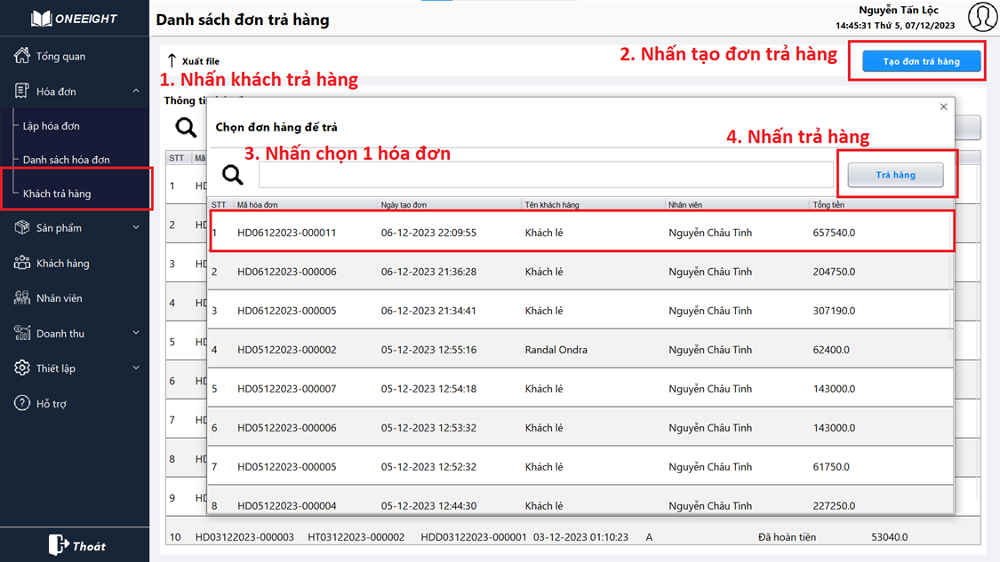 ONEEIGHT
Danh sách đơn trả hàng
Nguyễn Tấn Lộc
14:45:31 Thứ 5, 07/12/2023
Tổng quan
Hóa đơn
Lập hóa đơn
Danh sách hóa đơn
Khách trả hàng
Sản phẩm
Khách hàng
Nhân viên
Doanh thu
Thiết lập
Hỗ trợ
Thoát
Xuất file
1. Nhấn khách trả hàng
2. Nhấn tạo đơn trả hàng
Tạo đơn trả hàng
Thông ti
Chọn đơn hàng để trả
3. Nhấn chọn 1 hóa đơn
4. Nhấn trả hàng
Trả hàng
STT Mã
1 HD
2 HD
3 HD
4 HD
5 HD
6 HD
7 HD
8 HD
9 HD
STT Mã hóa đơn Ngày tạo đơn Tên khách hàng Nhân viên Tổng tiền
1 HD06122023-000011 06-12-2023 22:09:55 Khách lẻ Nguyễn Châu Tình 657540.0
2 HD06122023-000006 06-12-2023 21:36:28 Khách lẻ Nguyễn Châu Tình 204750.0
3 HD06122023-000005 06-12-2023 21:34:41 Khách lẻ Nguyễn Châu Tình 307190.0
4 HD05122023-000002 05-12-2023 12:55:16 Randal Ondra Nguyễn Châu Tình 62400.0
5 HD05122023-000007 05-12-2023 12:54:18 Khách lẻ Nguyễn Châu Tình 143000.0
6 HD05122023-000006 05-12-2023 12:53:32 Khách lẻ Nguyễn Châu Tình 143000.0
7 HD05122023-000005 05-12-2023 12:52:32 Khách lẻ Nguyễn Châu Tình 61750.0
8 HD05122023-000004 05-12-2023 12:44:30 Khách lẻ Nguyễn Châu Tình 227250.0
10 HD03122023-000003 HT03122023-000002 HDD03122023-000001 03-12-2023 01:10:23 A Đã hoàn tiền 53040.0